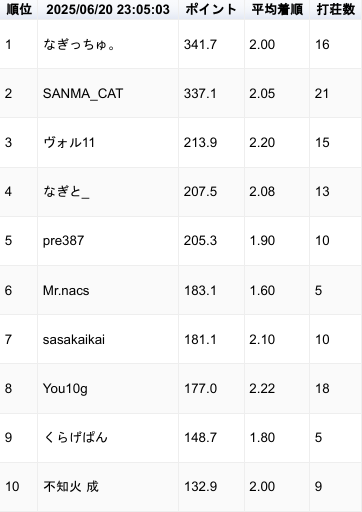 順位 2025/06/20 23:05:03 ポイント 平均着順 打荘数
1 なぎっちゅ。 341.7 2.00 16
2 SANMA_CAT 337.1 2.05 21
3 ヴォル11 213.9 2.20 15
4 なぎと_ 207.5 2.08 13
5 pre387 205.3 1.90 10
6 Mr.nacs 183.1 1.60 5
7 sasakaikai 181.1 2.10 10
8 You10g 177.0 2.22 18
9 くらげぱん 148.7 1.80 5
10 不知火 成 132.9 2.00 9